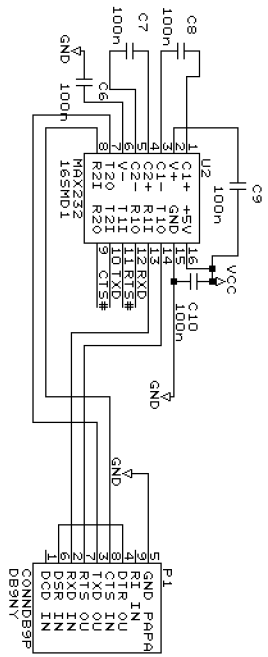 C8
100n
C7
100n
C6
100n
GND
C9
100n
U2
1 C1+ +5V 16
2 V+ GND 15
3 C1- T1O 14
4 C2+ R1I 13
5 C2- R1O 12 RXD
6 V- T1I 11 RTS#
7 T2O T2I 10 TXD
8 R2I R2O 9 CTS#
MAX232
16SMD1
VCC
C10
100n
GND
GND
P1
5 GND PAPA
9 RI IN
4 DTR OU
8 CTS IN
3 TXD OU
7 RTS OU
2 RXD IN
6 DSR IN
1 DCD IN
CONNDB9P
DB9NY